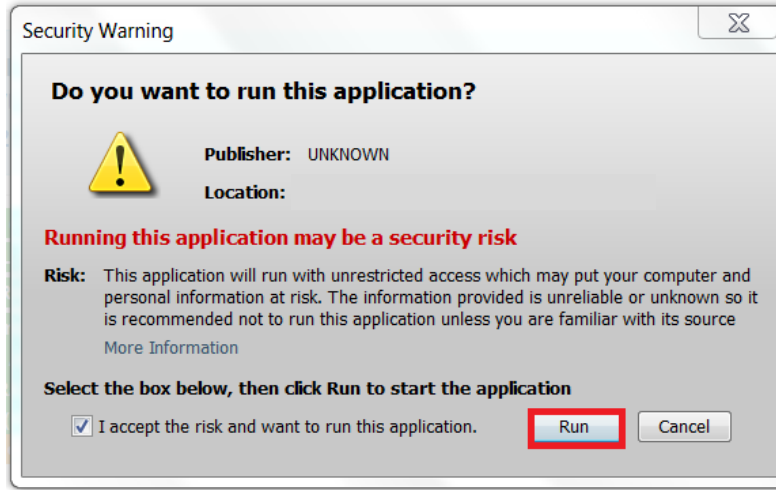 Security Warning
Do you want to run this application?
Publisher: UNKNOWN
Location:
Running this application may be a security risk
Risk: This application will run with unrestricted access which may put your computer and
personal information at risk. The information provided is unreliable or unknown so it
is recommended not to run this application unless you are familiar with its source
More Information
Select the box below, then click Run to start the application
I accept the risk and want to run this application. Run Cancel